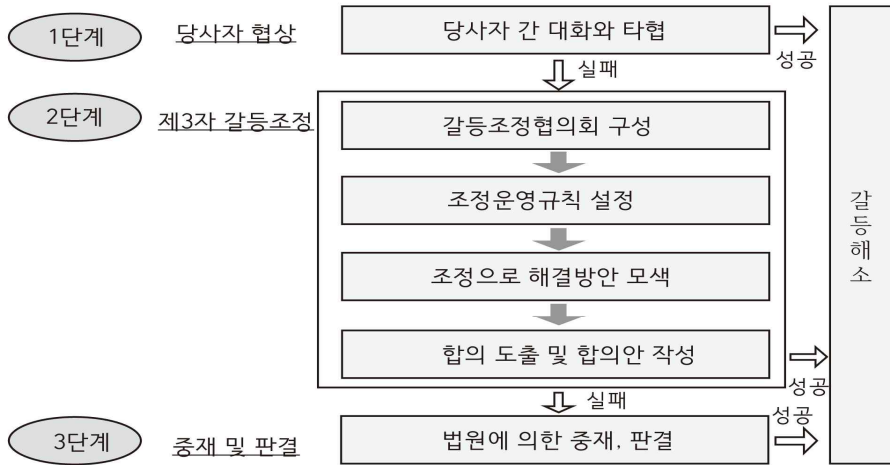 1단계
당사자 협상
당사자 간 대화와 타협
성공
실패
2단계
제3자 갈등조정
갈등조정협의회 구성
조정운영규칙 설정
조정으로 해결방안 모색
합의 도출 및 합의안 작성
성공
실패
3단계
중재 및 판결
법원에 의한 중재, 판결
성공
갈등해소